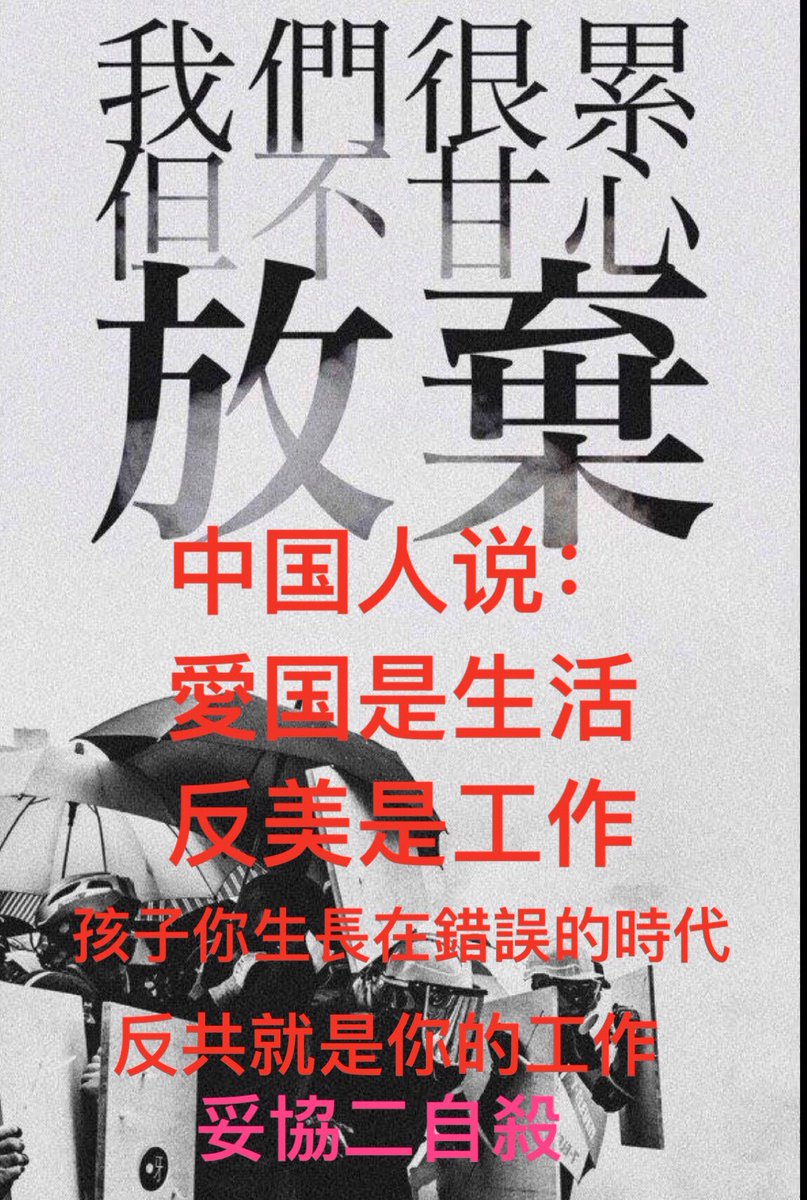 我們很累
但不甘心
放棄
中国人说：
愛国是生活
反美是工作
孩子你生長在錯誤的時代
反共就是你的工作
妥協二自殺
牙